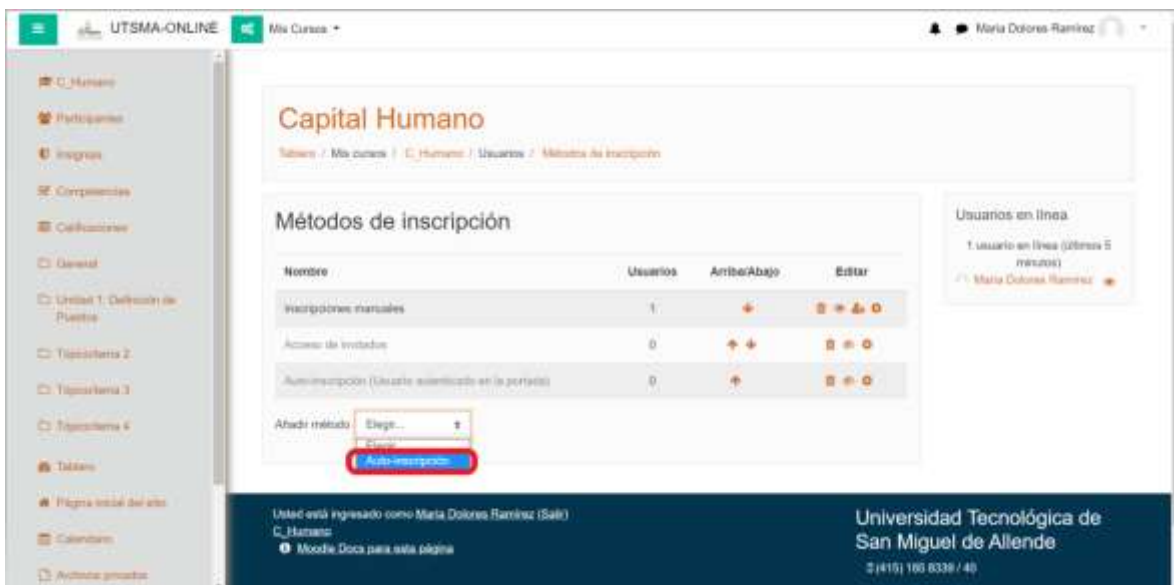 UTSMA-ONLINE
Mis Cursos
Maria Dolores Ramirez
C_Humano
Participantes
Insignias
Competencias
Calificaciones
General
Unidad 1. Definición de
Puestos
Tópico/tema 2
Tópico/tema 3
Tópico/tema 4
Tablero
Página inicial del sitio
Calendario
Archivos privados
Capital Humano
Tablero / Mis cursos / C_Humano / Usuarios / Métodos de inscripción
Métodos de inscripción
Nombre Usuarios Arriba/Abajo Editar
Inscripciones manuales 1
Acceso de invitados 0
Auto-inscripción (Usuario autenticado en la portada) 0
Añadir método Elegir...
Elegir...
Auto-inscripción
Usuarios en línea
1 usuario en línea (últimos 5
minutos)
Maria Dolores Ramirez
Usted está ingresado como Maria Dolores Ramirez (Salir)
C_Humano
Moodle Docs para esta página
Universidad Tecnológica de
San Miguel de Allende